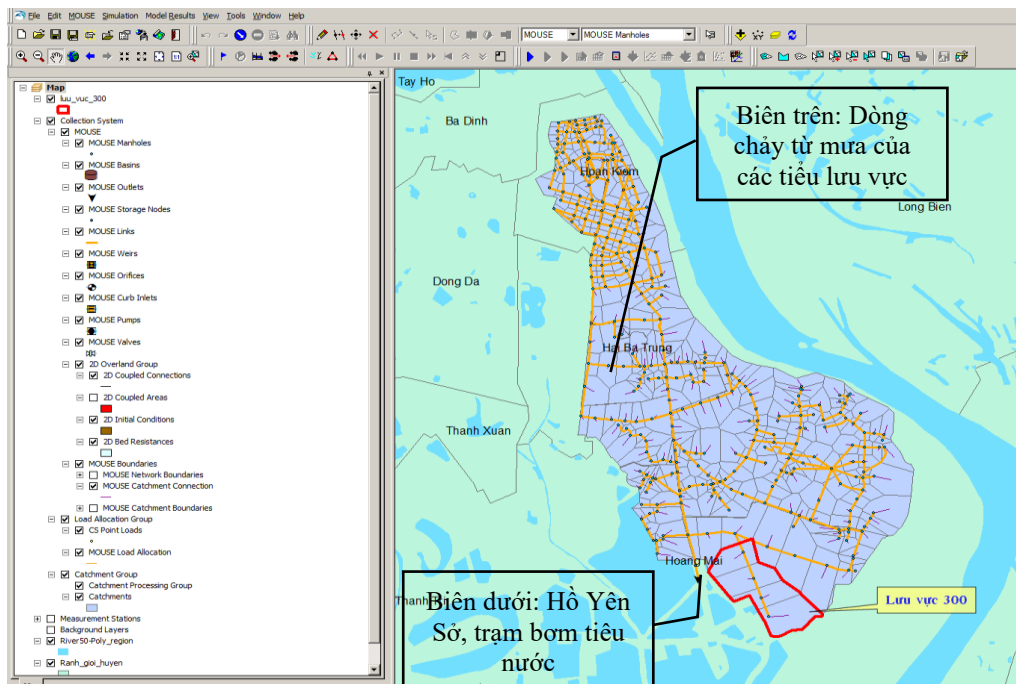 File Edit MOUSE Simulation Model Results View Tools Window Help
MOUSE MOUSE Manholes
Map
luu_vuc_300
Collection System
MOUSE
MOUSE Manholes
MOUSE Basins
MOUSE Outlets
MOUSE Storage Nodes
MOUSE Links
MOUSE Weirs
MOUSE Orifices
MOUSE Curb Inlets
MOUSE Pumps
MOUSE Valves
2D Overland Group
2D Coupled Connections
2D Coupled Areas
2D Initial Conditions
2D Bed Resistances
MOUSE Boundaries
MOUSE Network Boundaries
MOUSE Catchment Connection
MOUSE Catchment Boundaries
Load Allocation Group
CS Point Loads
MOUSE Load Allocation
Catchment Group
Catchment Processing Group
Catchments
Measurement Stations
Background Layers
River50-Poly_region
Ranh_gioi_huyen
Tay Ho
Ba Dinh
Hoan Kiem
Biên trên: Dòng
chảy từ mưa của
các tiểu lưu vực
Long Bien
Dong Da
Hai Ba Trung
Thanh Xuan
Hoang Mai
Thanh
Biên dưới: Hồ Yên
Sở, trạm bơm tiêu
nước
Lưu vực 300